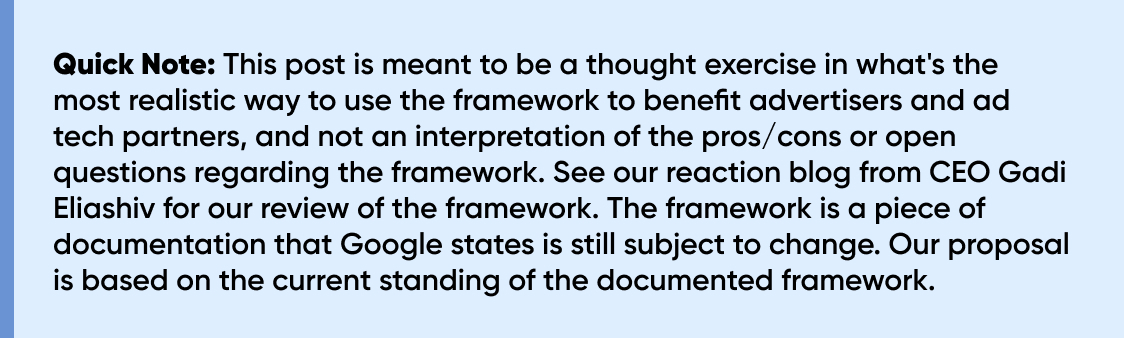 Quick Note: This post is meant to be a thought exercise in what's the
most realistic way to use the framework to benefit advertisers and ad
tech partners, and not an interpretation of the pros/cons or open
questions regarding the framework. See our reaction blog from CEO Gadi
Eliashiv for our review of the framework. The framework is a piece of
documentation that Google states is still subject to change. Our proposal
is based on the current standing of the documented framework.